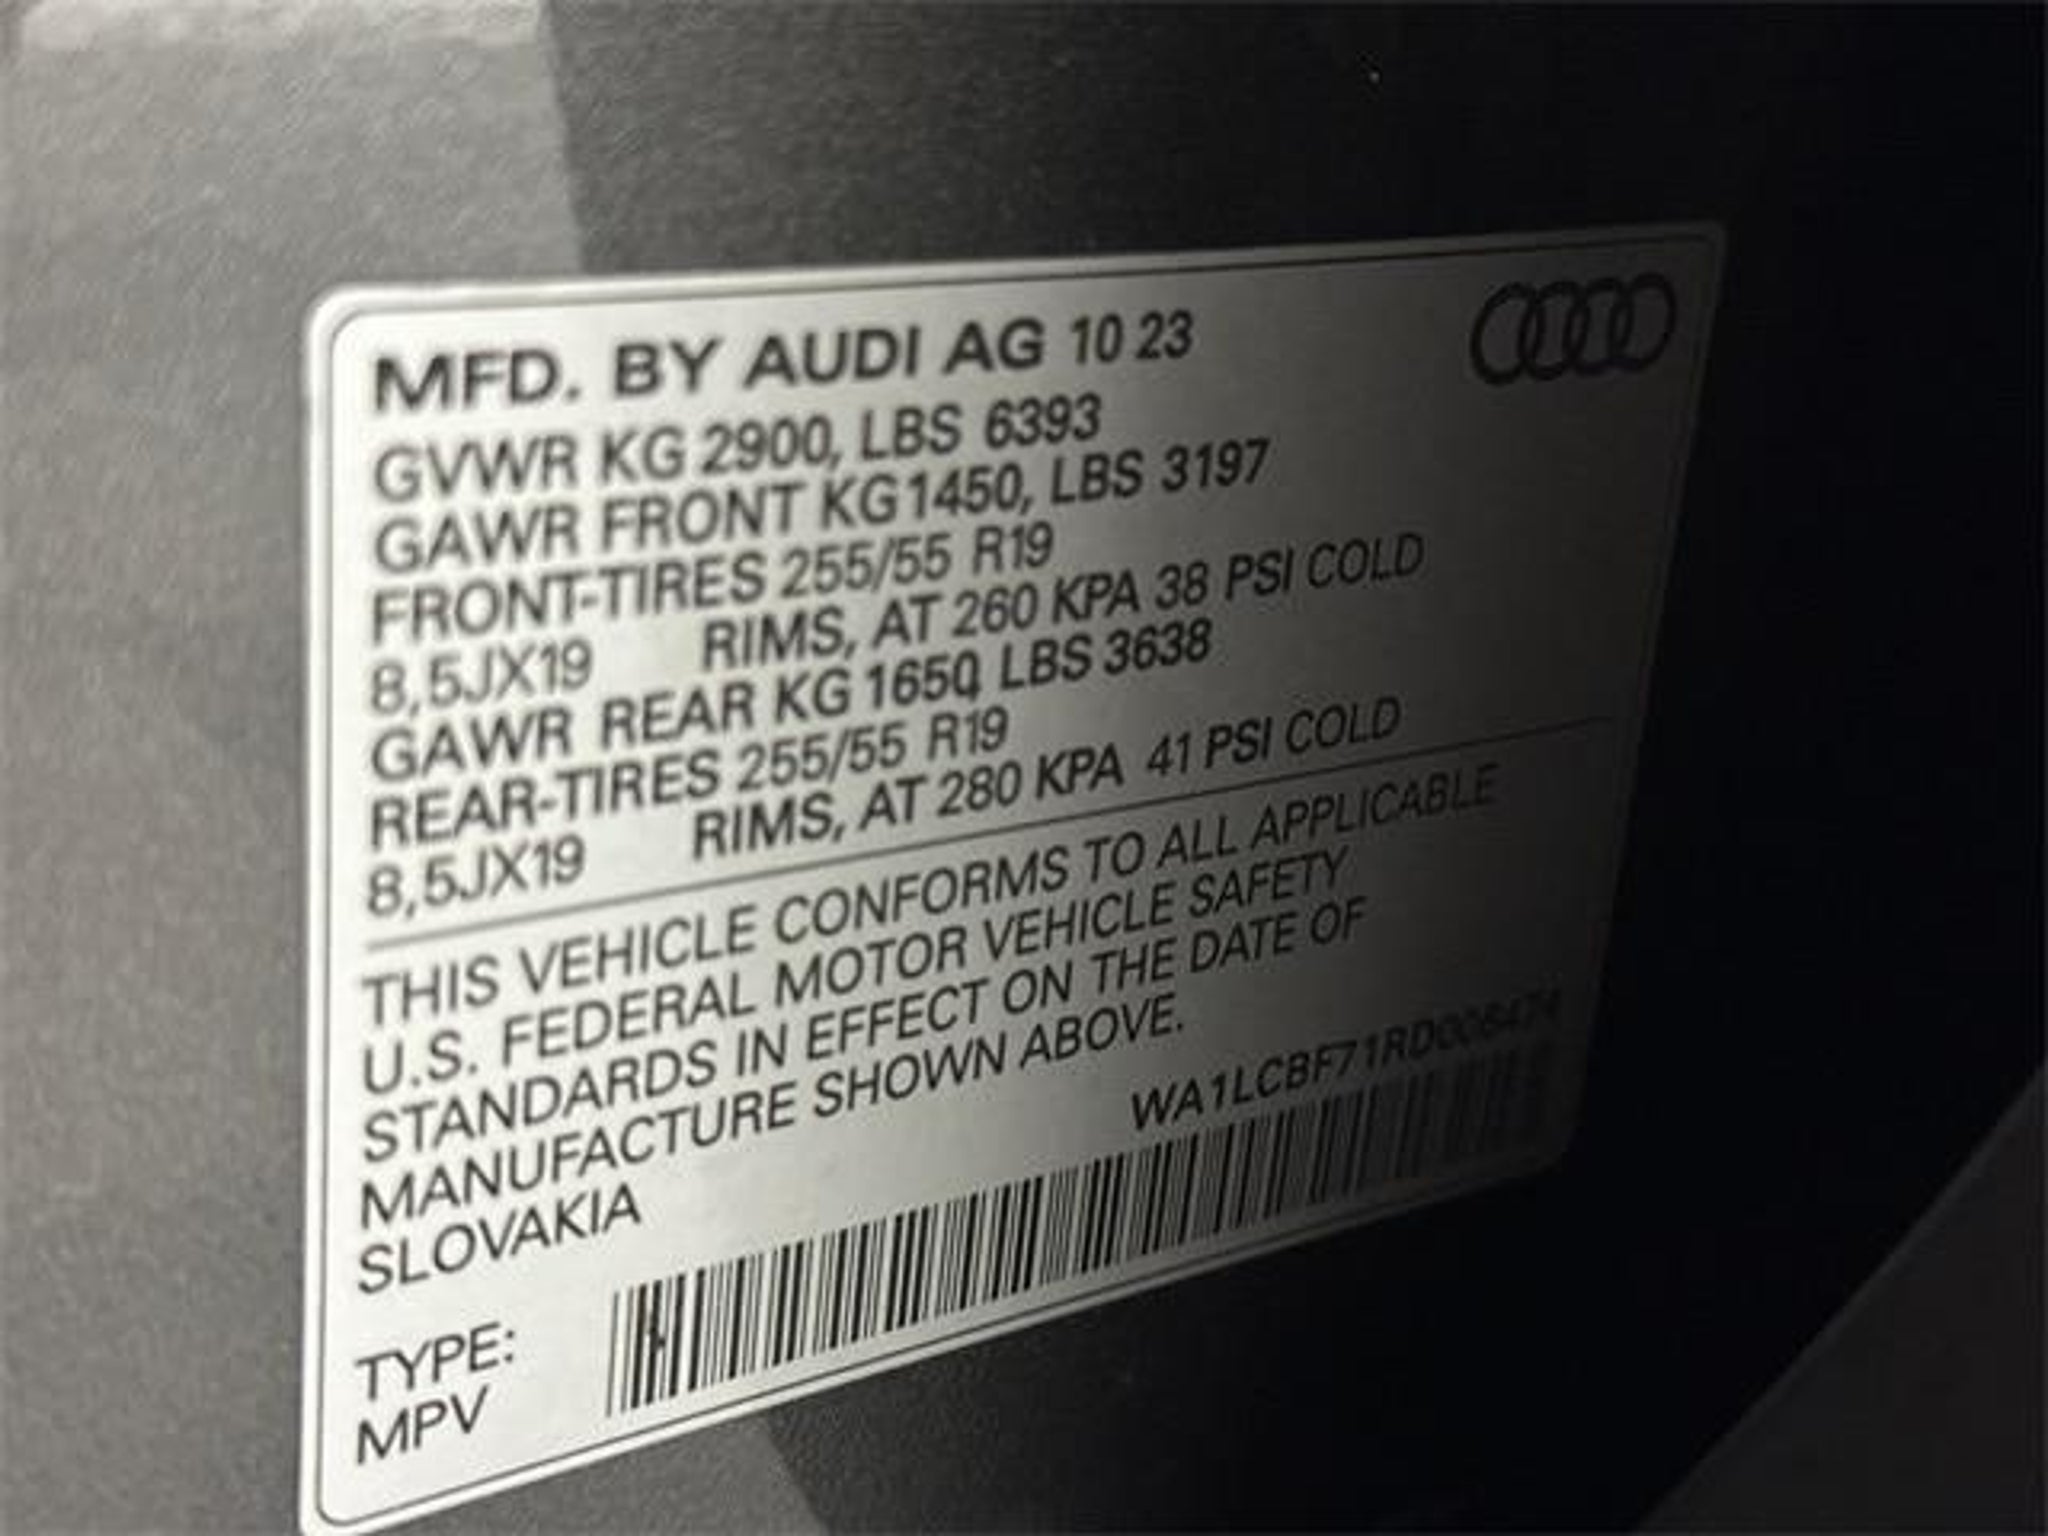 MFD. BY AUDI AG 10 23
GVWR KG 2900, LBS 6393
GAWR FRONT KG 1450, LBS 3197
FRONT-TIRES 255/55 R19
8,5JX19 RIMS, AT 260 KPA 38 PSI COLD
GAWR REAR KG 1650, LBS 3638
REAR-TIRES 255/55 R19
8,5JX19 RIMS, AT 280 KPA 41 PSI COLD
THIS VEHICLE CONFORMS TO ALL APPLICABLE
U.S. FEDERAL MOTOR VEHICLE SAFETY
STANDARDS IN EFFECT ON THE DATE OF
MANUFACTURE SHOWN ABOVE.
SLOVAKIA
TYPE:
MPV